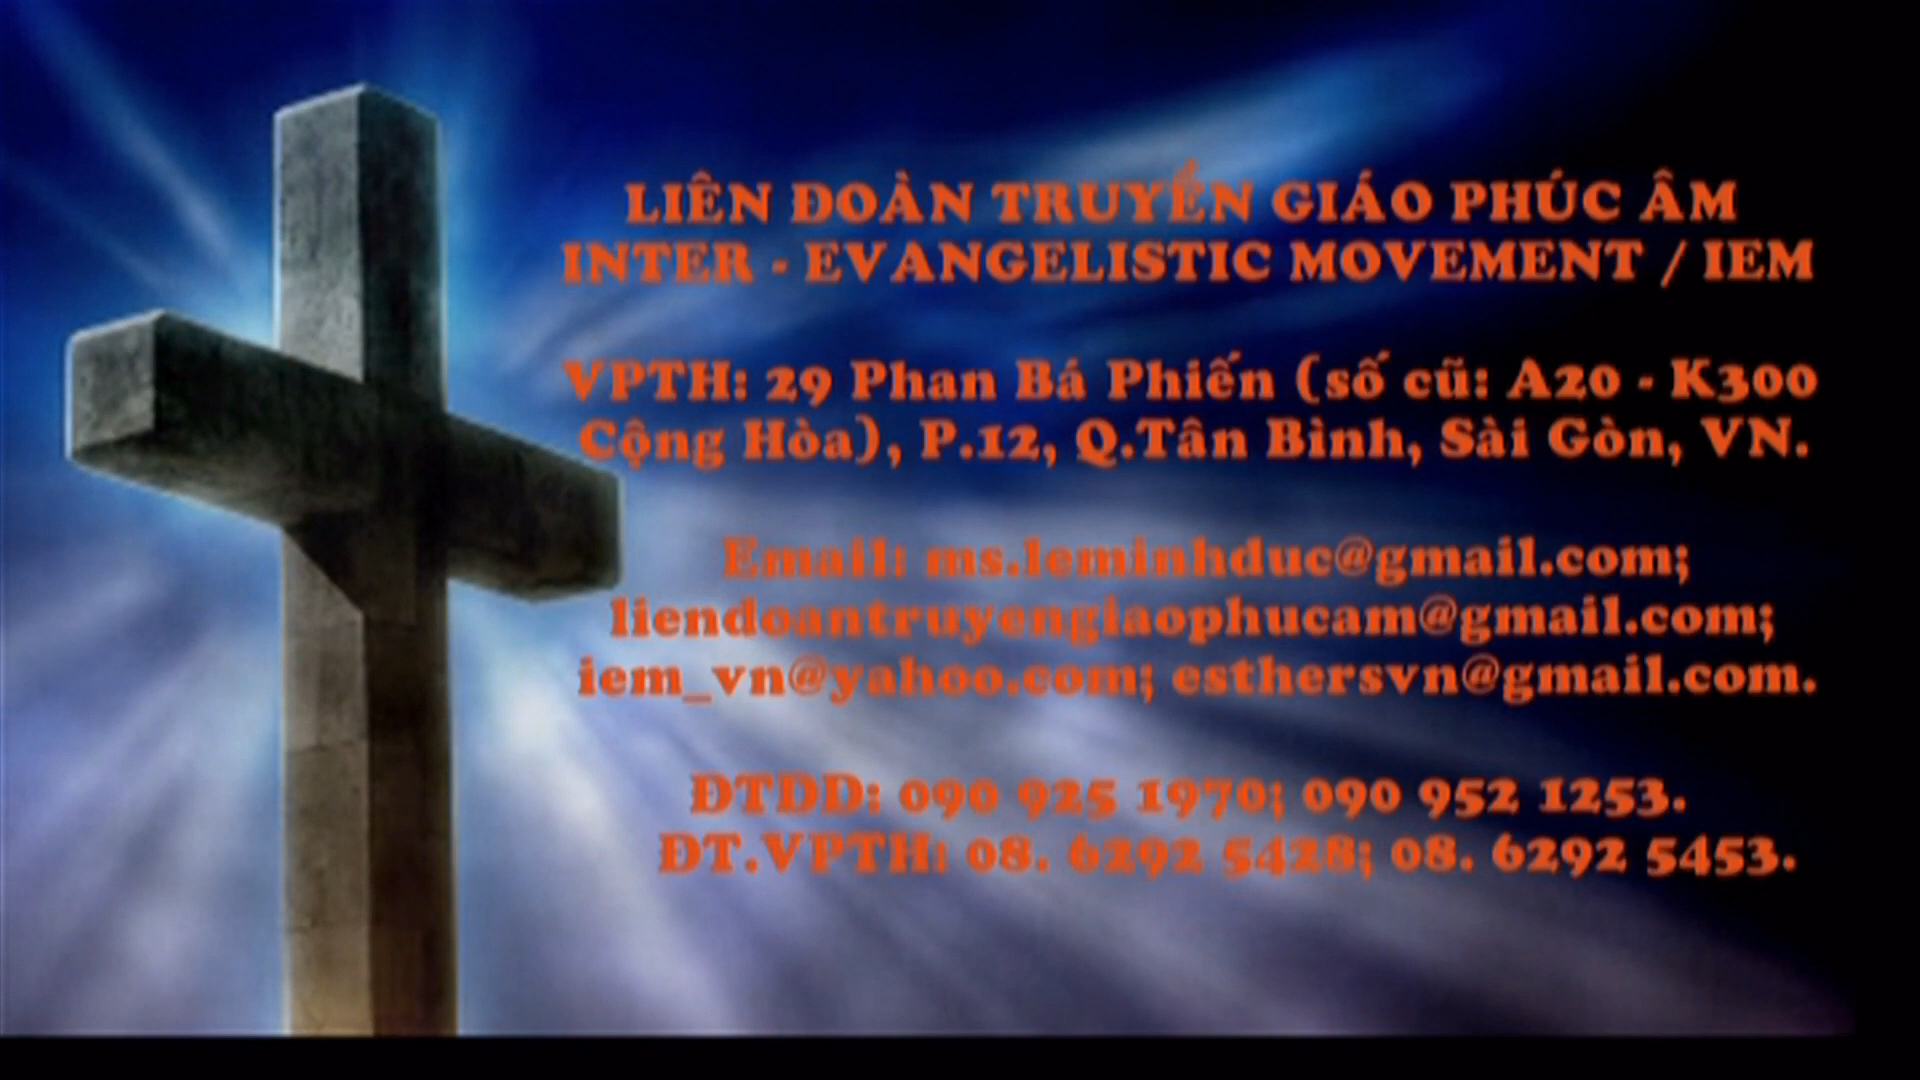 LIÊN ĐOÀN TRUYỀN GIÁO PHÚC ÂM
INTER - EVANGELISTIC MOVEMENT / IEM
VPTH: 29 Phan Bá Phiến (số cũ: A20 - K300
Cộng Hòa), P.12, Q.Tân Bình, Sài Gòn, VN.
Email: ms.leminhduc@gmail.com;
liendoantruyengiaophucam@gmail.com;
iem_vn@yahoo.com; esthersvn@gmail.com.
ĐTDD: 090 925 1970; 090 952 1253.
ĐT.VPTH: 08. 6292 5428; 08. 6292 5453.